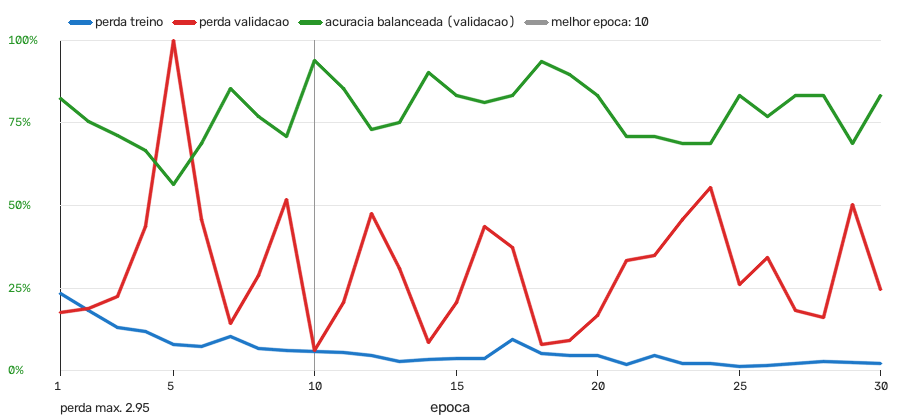 perda treino perda validacao acuracia balanceada (validacao) melhor epoca: 10
100%
75%
50%
25%
0%
1 5 10 15 20 25 30
perda max. 2.95 epoca